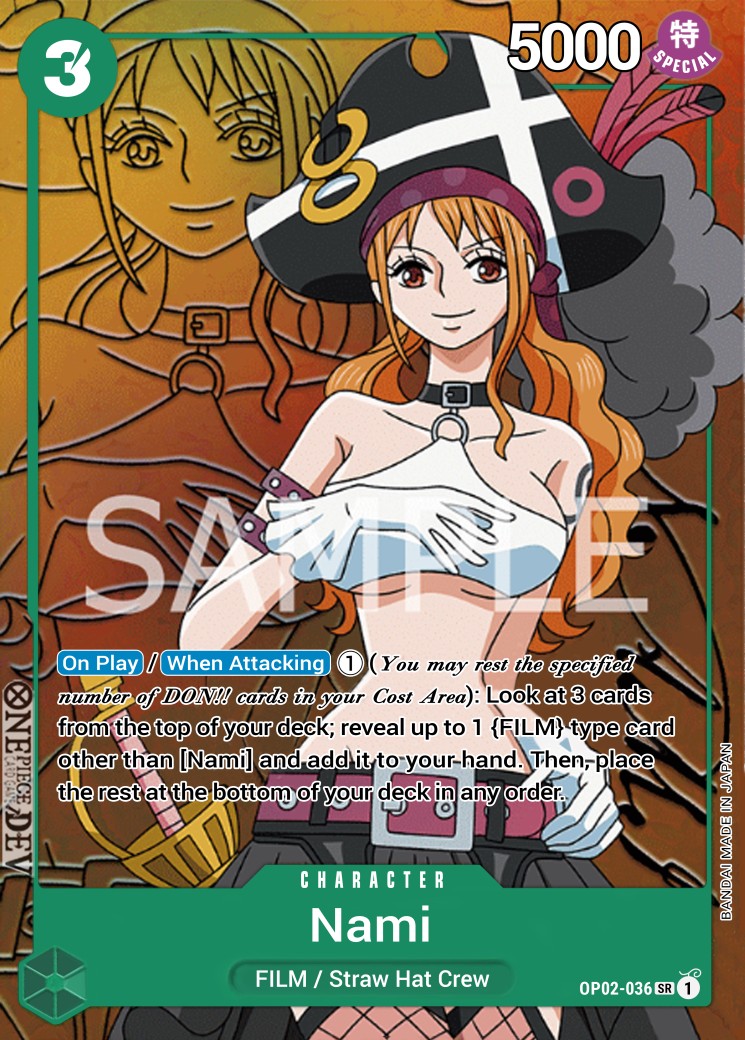 3
5000
特
SPECIAL
SAMPLE
On Play / When Attacking ① (You may rest the specified
number of DON!! cards in your Cost Area): Look at 3 cards
from the top of your deck; reveal up to 1 {FILM} type card
other than [Nami] and add it to your hand. Then, place
the rest at the bottom of your deck in any order.
ONE PIECE
CARD GAME
DEV
BANDAI MADE IN JAPAN
CHARACTER
Nami
FILM / Straw Hat Crew
OP02-036 SR 1